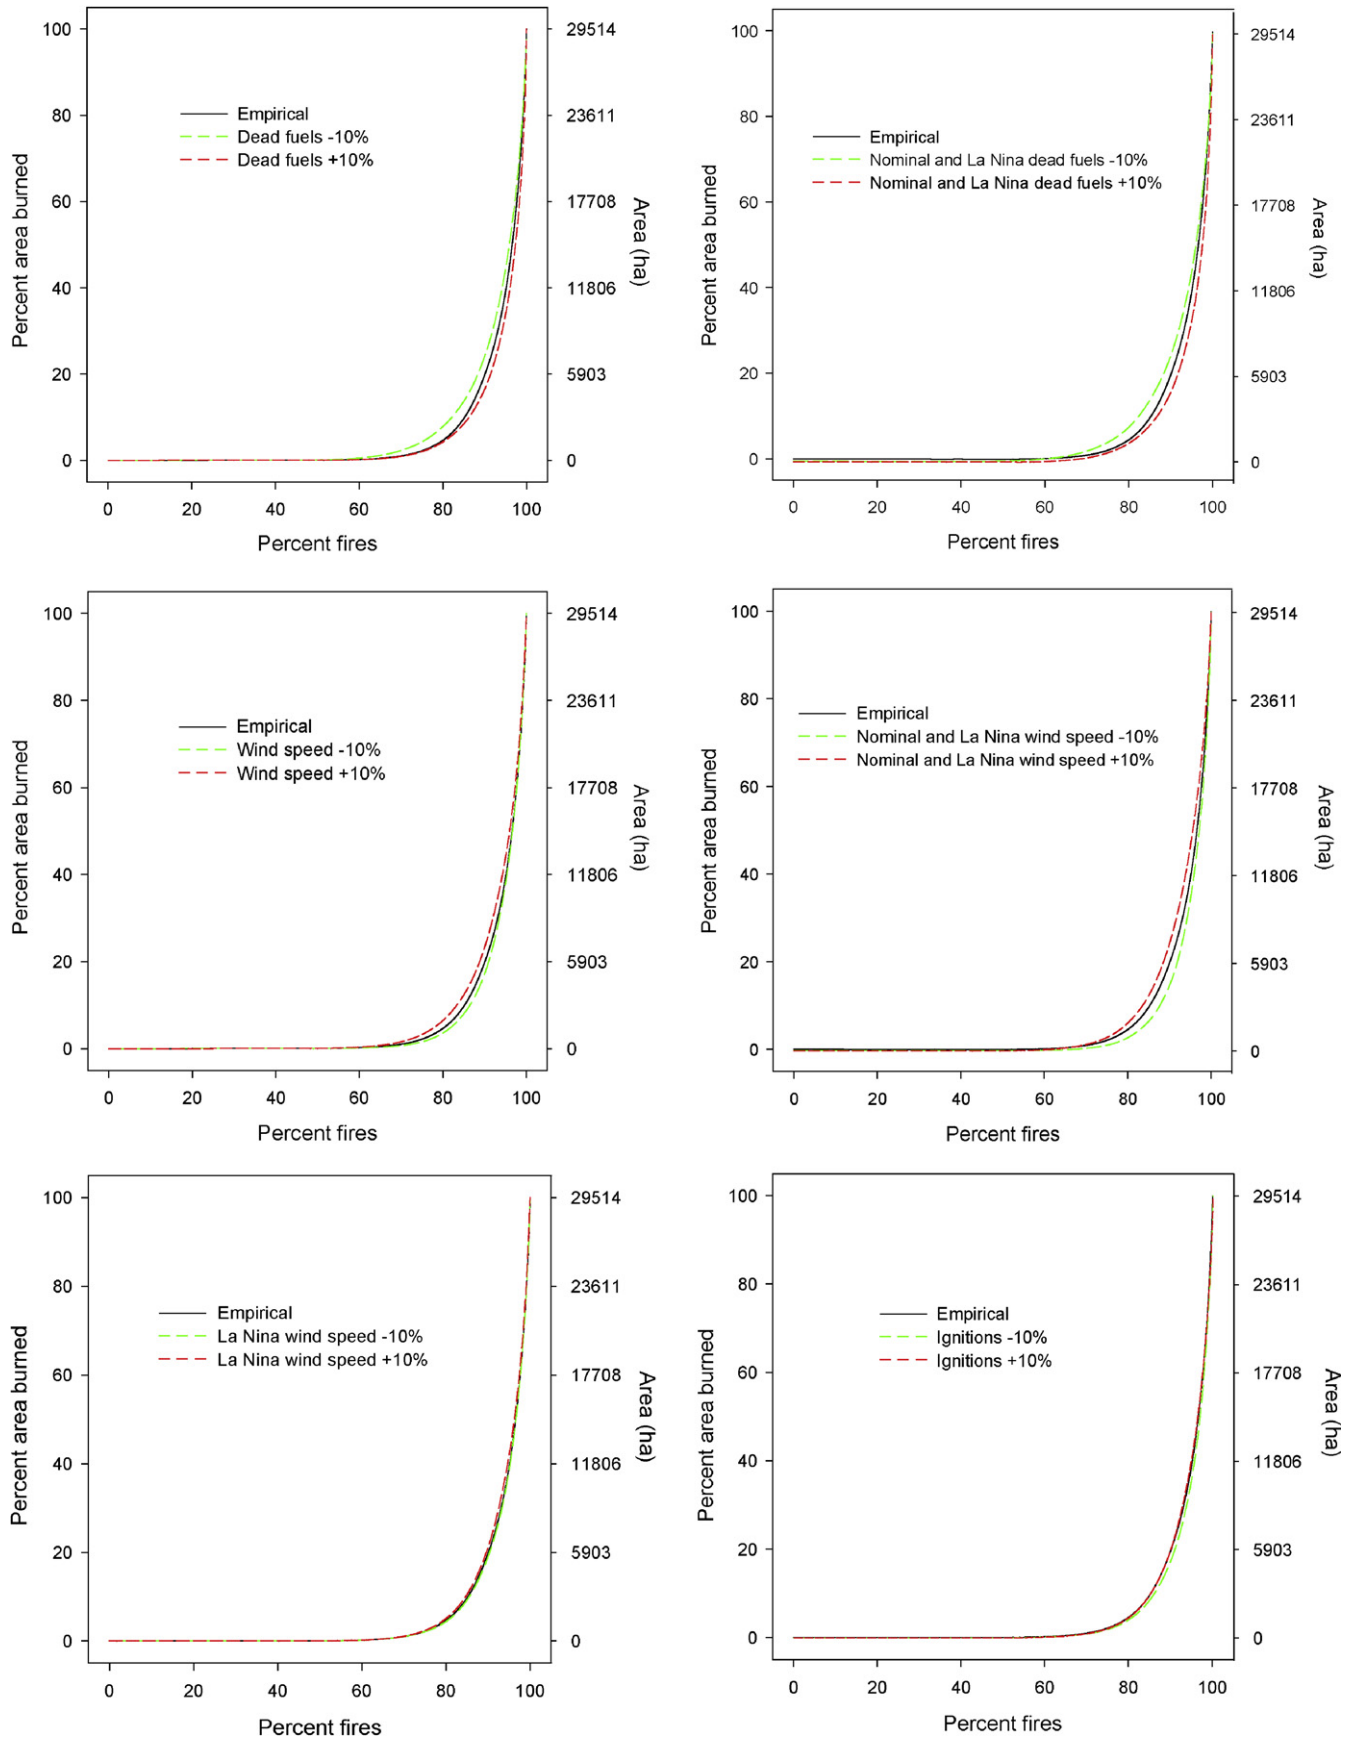 100
80
60
40
20
0
Percent area burned
Empirical
Dead fuels -10%
Dead fuels +10%
29514
23611
17708
11806
5903
0
Area (ha)
0 20 40 60 80 100
Percent fires
100
80
60
40
20
0
Percent area burned
Empirical
Nominal and La Nina dead fuels -10%
Nominal and La Nina dead fuels +10%
29514
23611
17708
11806
5903
0
Area (ha)
0 20 40 60 80 100
Percent fires
100
80
60
40
20
0
Percent area burned
Empirical
Wind speed -10%
Wind speed +10%
29514
23611
17708
11806
5903
0
Area (ha)
0 20 40 60 80 100
Percent fires
100
80
60
40
20
0
Percent area burned
Empirical
Nominal and La Nina wind speed -10%
Nominal and La Nina wind speed +10%
29514
23611
17708
11806
5903
0
Area (ha)
0 20 40 60 80 100
Percent fires
100
80
60
40
20
0
Percent area burned
Empirical
La Nina wind speed -10%
La Nina wind speed +10%
29514
23611
17708
11806
5903
0
Area (ha)
0 20 40 60 80 100
Percent fires
100
80
60
40
20
0
Percent area burned
Empirical
Ignitions -10%
Ignitions +10%
29514
23611
17708
11806
5903
0
Area (ha)
0 20 40 60 80 100
Percent fires